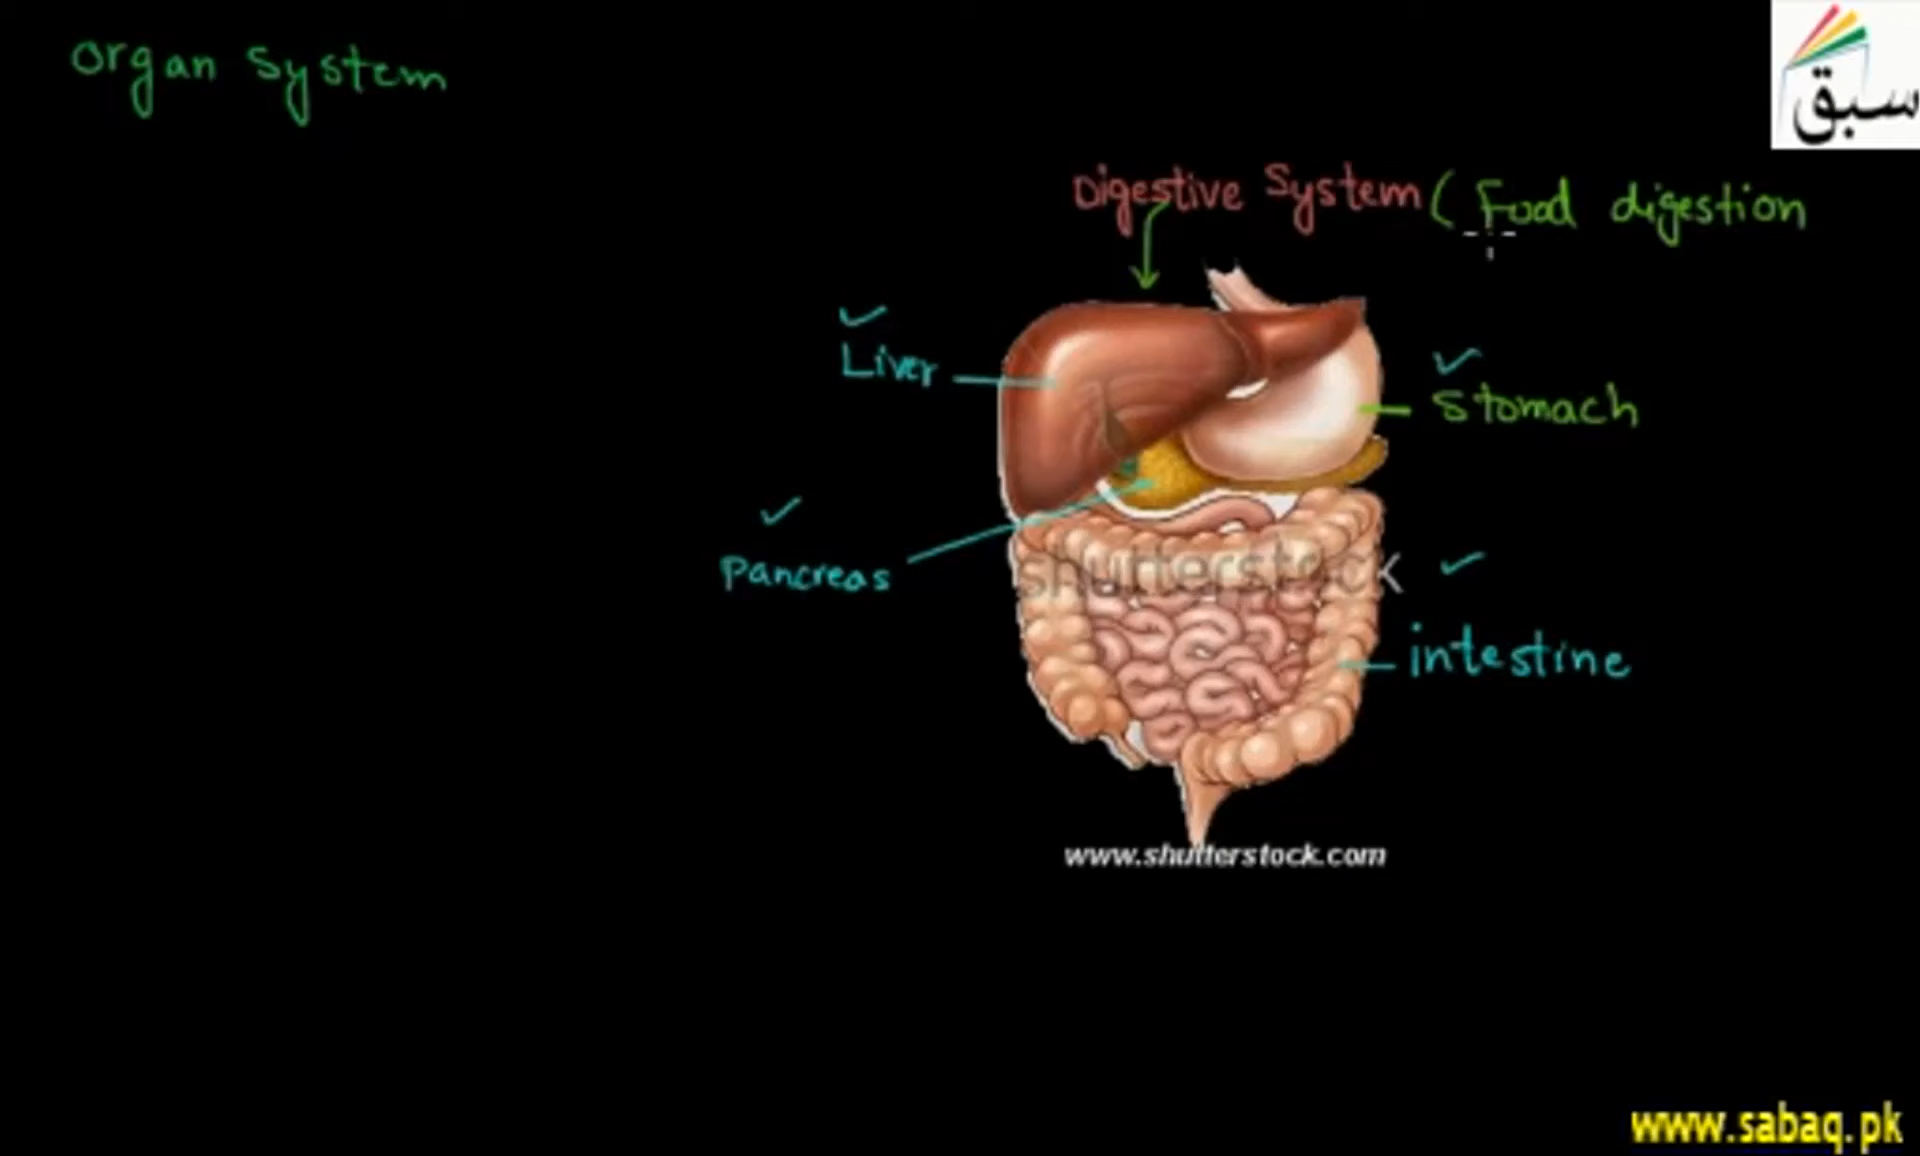 Organ System
سبق
Digestive System ( Food digestion
Liver
Stomach
Pancreas
shutterstock
intestine
www.shutterstock.com
www.sabaq.pk